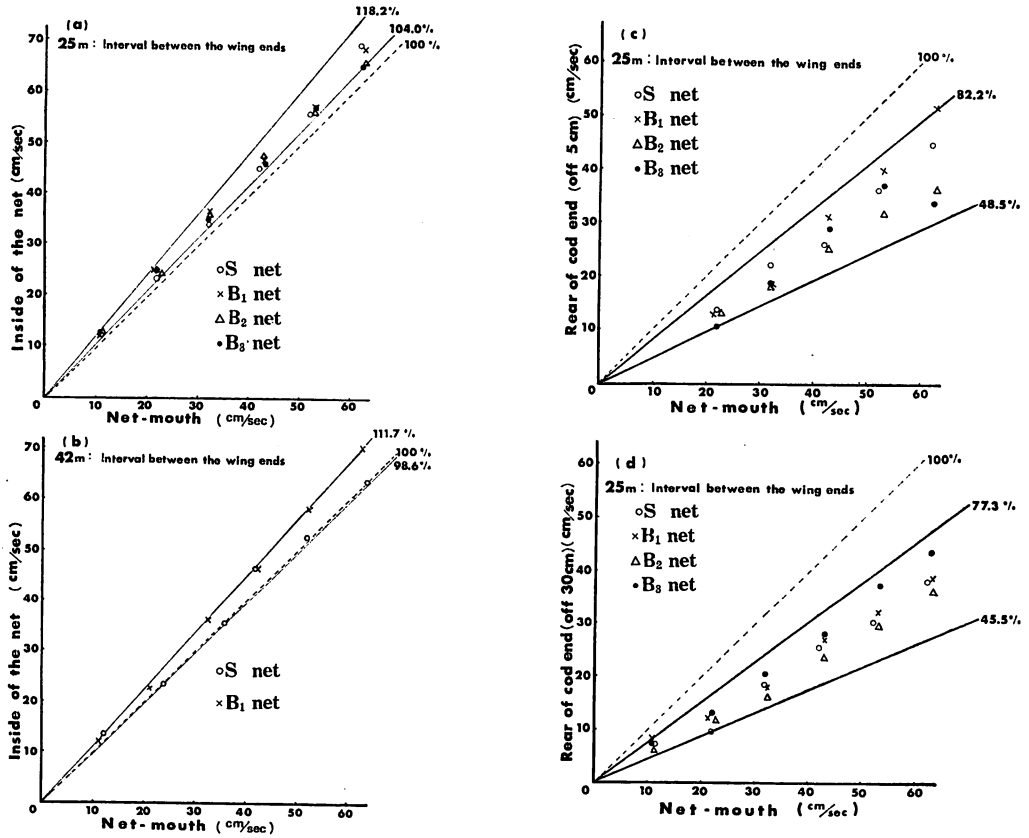 (a)
25m : Interval between the wing ends
118.2%
104.0%
100%
Inside of the net (cm/sec)
70
60
50
40
30
20
10
0
10 20 30 40 50 60
Net-mouth (cm/sec)
S net
B1 net
B2 net
B3 net
(b)
42m : Interval between the wing ends
111.7%
100%
98.6%
Inside of the net (cm/sec)
70
60
50
40
30
20
10
0
10 20 30 40 50 60
Net-mouth (cm/sec)
S net
B1 net
(c)
25m : Interval between the wing ends
100%
82.2%
48.5%
S net
B1 net
B2 net
B3 net
Rear of cod end (off 5cm) (cm/sec)
60
50
40
30
20
10
0
10 20 30 40 50 60
Net-mouth (cm/sec)
(d)
25m : Interval between the wing ends
100%
77.3%
45.5%
S net
B1 net
B2 net
B3 net
Rear of cod end (off 30cm) (cm/sec)
60
50
40
30
20
10
0
10 20 30 40 50 60
Net-mouth (cm/sec)